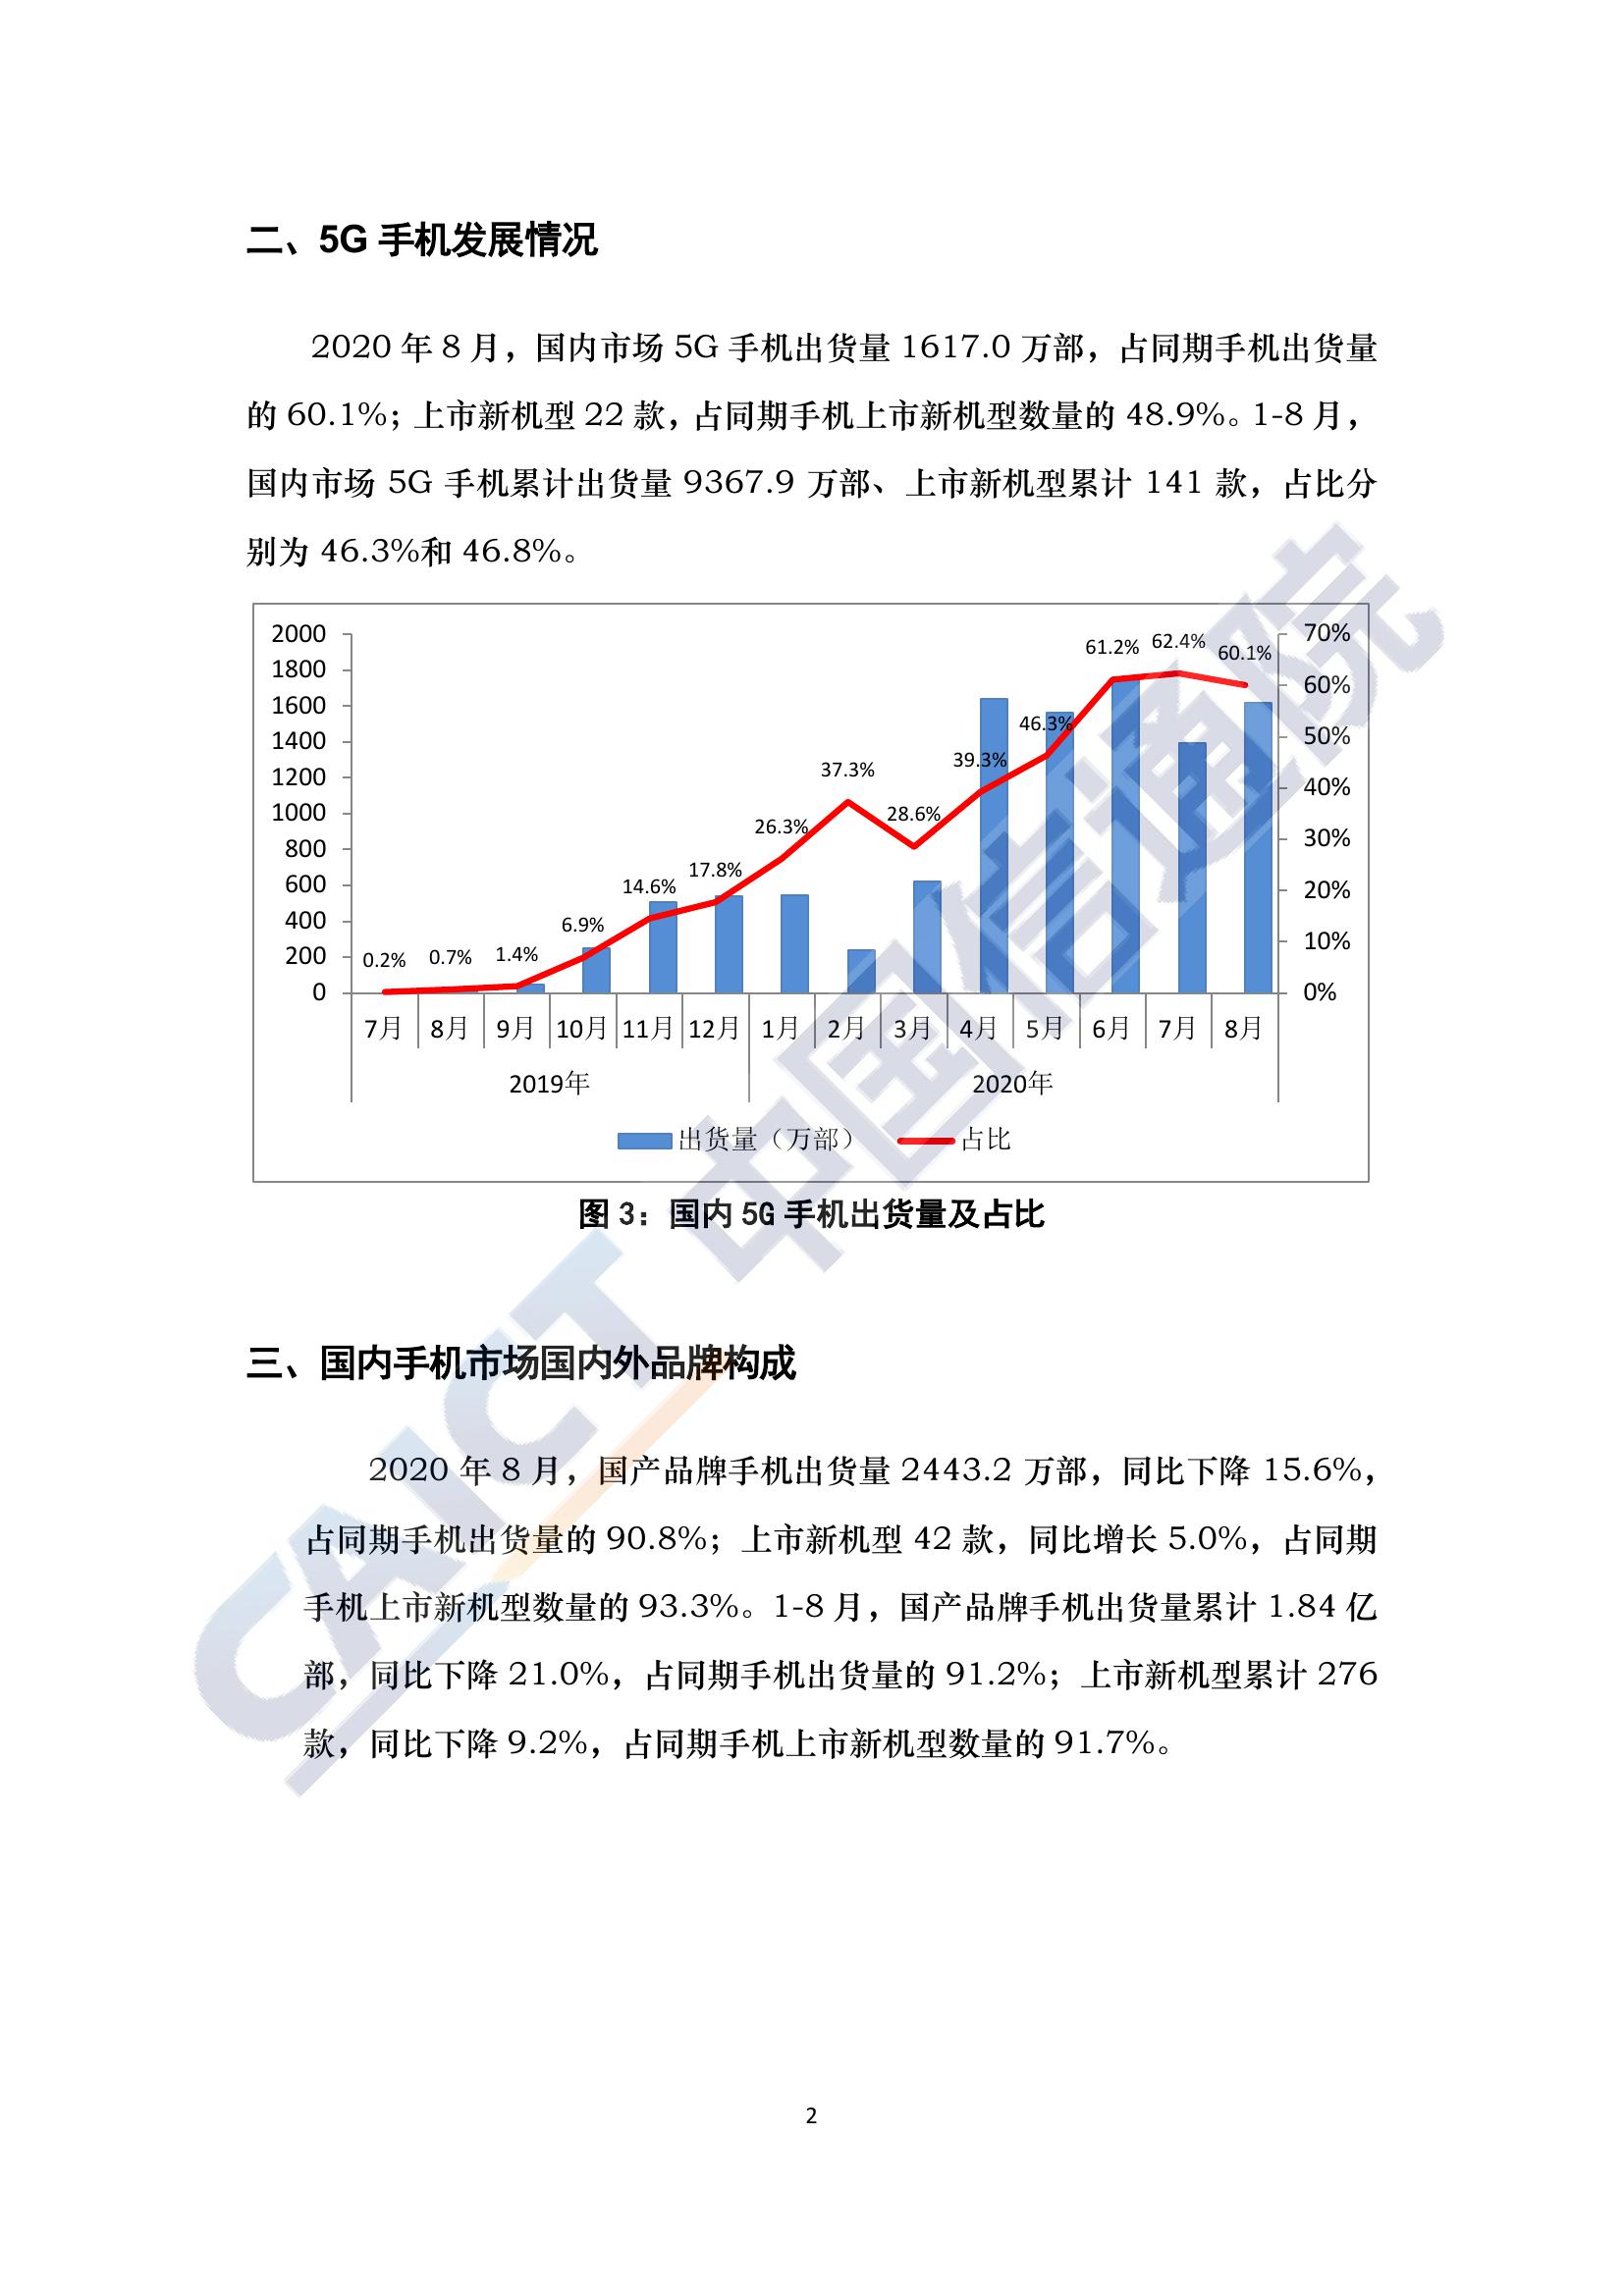 二、5G 手机发展情况
2020 年 8 月，国内市场 5G 手机出货量 1617.0 万部，占同期手机出货量
的 60.1%；上市新机型 22 款，占同期手机上市新机型数量的 48.9%。1-8 月，
国内市场 5G 手机累计出货量 9367.9 万部、上市新机型累计 141 款，占比分
别为 46.3%和 46.8%。
2000
1800
1600
1400
1200
1000
800
600
400
200
0
0.2% 0.7% 1.4% 6.9% 14.6% 17.8% 26.3% 37.3% 28.6% 39.3% 46.3% 61.2% 62.4% 60.1%
70%
60%
50%
40%
30%
20%
10%
0%
7月 8月 9月 10月 11月 12月 1月 2月 3月 4月 5月 6月 7月 8月
2019年 2020年
出货量（万部） 占比
图 3：国内 5G 手机出货量及占比
三、国内手机市场国内外品牌构成
2020 年 8 月，国产品牌手机出货量 2443.2 万部，同比下降 15.6%，
占同期手机出货量的 90.8%；上市新机型 42 款，同比增长 5.0%，占同期
手机上市新机型数量的 93.3%。1-8 月，国产品牌手机出货量累计 1.84 亿
部，同比下降 21.0%，占同期手机出货量的 91.2%；上市新机型累计 276
款，同比下降 9.2%，占同期手机上市新机型数量的 91.7%。
CAICT 中国信通院
2